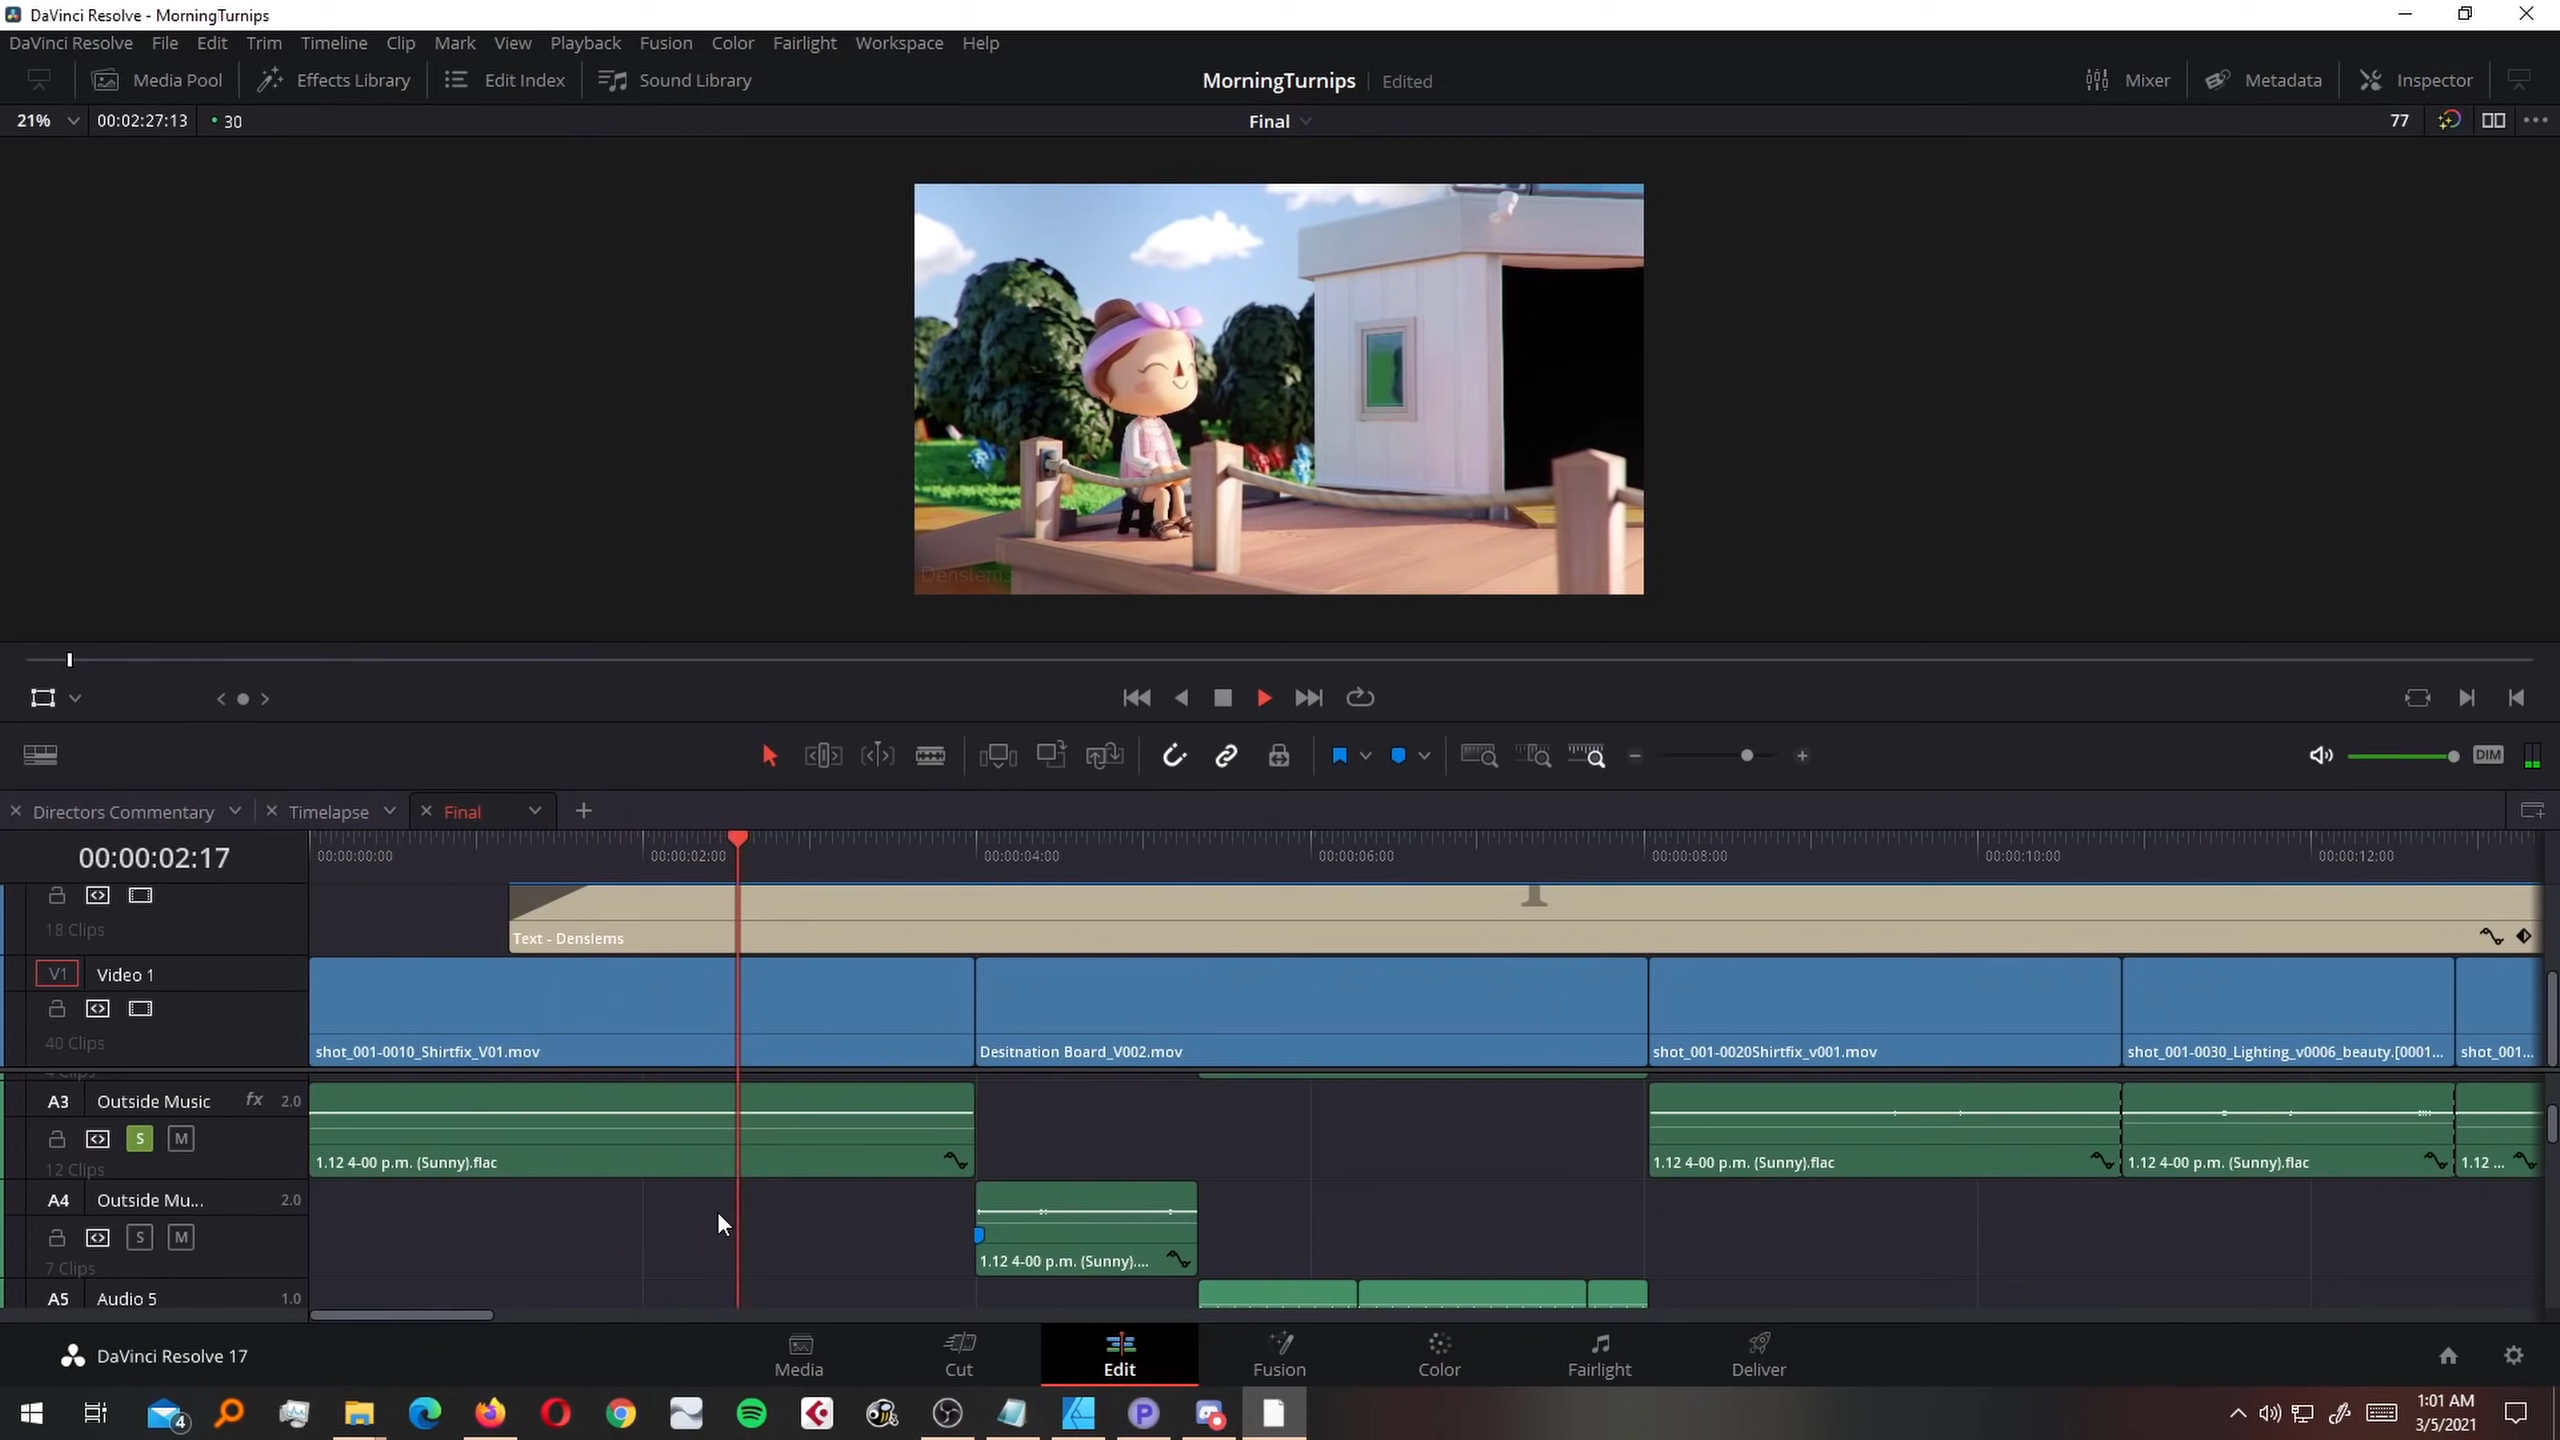 DaVinci Resolve - MorningTurnips
DaVinci Resolve File Edit Trim Timeline Clip Mark View Playback Fusion Color Fairlight Workspace Help
Media Pool Effects Library Edit Index Sound Library MorningTurnips Edited Mixer Metadata Inspector
21% 00:02:27:13 30 Final 77
Denslems
DIM
Directors Commentary Timelapse Final
00:00:02:17 00:00:00:00 00:00:02:00 00:00:04:00 00:00:06:00 00:00:08:00 00:00:10:00 00:00:12:00
18 Clips
Text - Denslems
V1 Video 1
40 Clips
shot_001-0010_Shirtfix_V01.mov Desitnation Board_V002.mov shot_001-0020Shirtfix_v001.mov shot_001-0030_Lighting_v0006_beauty.[0001... shot_001...
4 Clips
A3 Outside Music fx 2.0
S M
12 Clips
1.12 4-00 p.m. (Sunny).flac 1.12 4-00 p.m. (Sunny).flac 1.12 4-00 p.m. (Sunny).flac 1.12 ...
A4 Outside Mu... 2.0
S M
7 Clips
1.12 4-00 p.m. (Sunny)....
A5 Audio 5 1.0
DaVinci Resolve 17 Media Cut Edit Fusion Color Fairlight Deliver
4
1:01 AM
3/5/2021